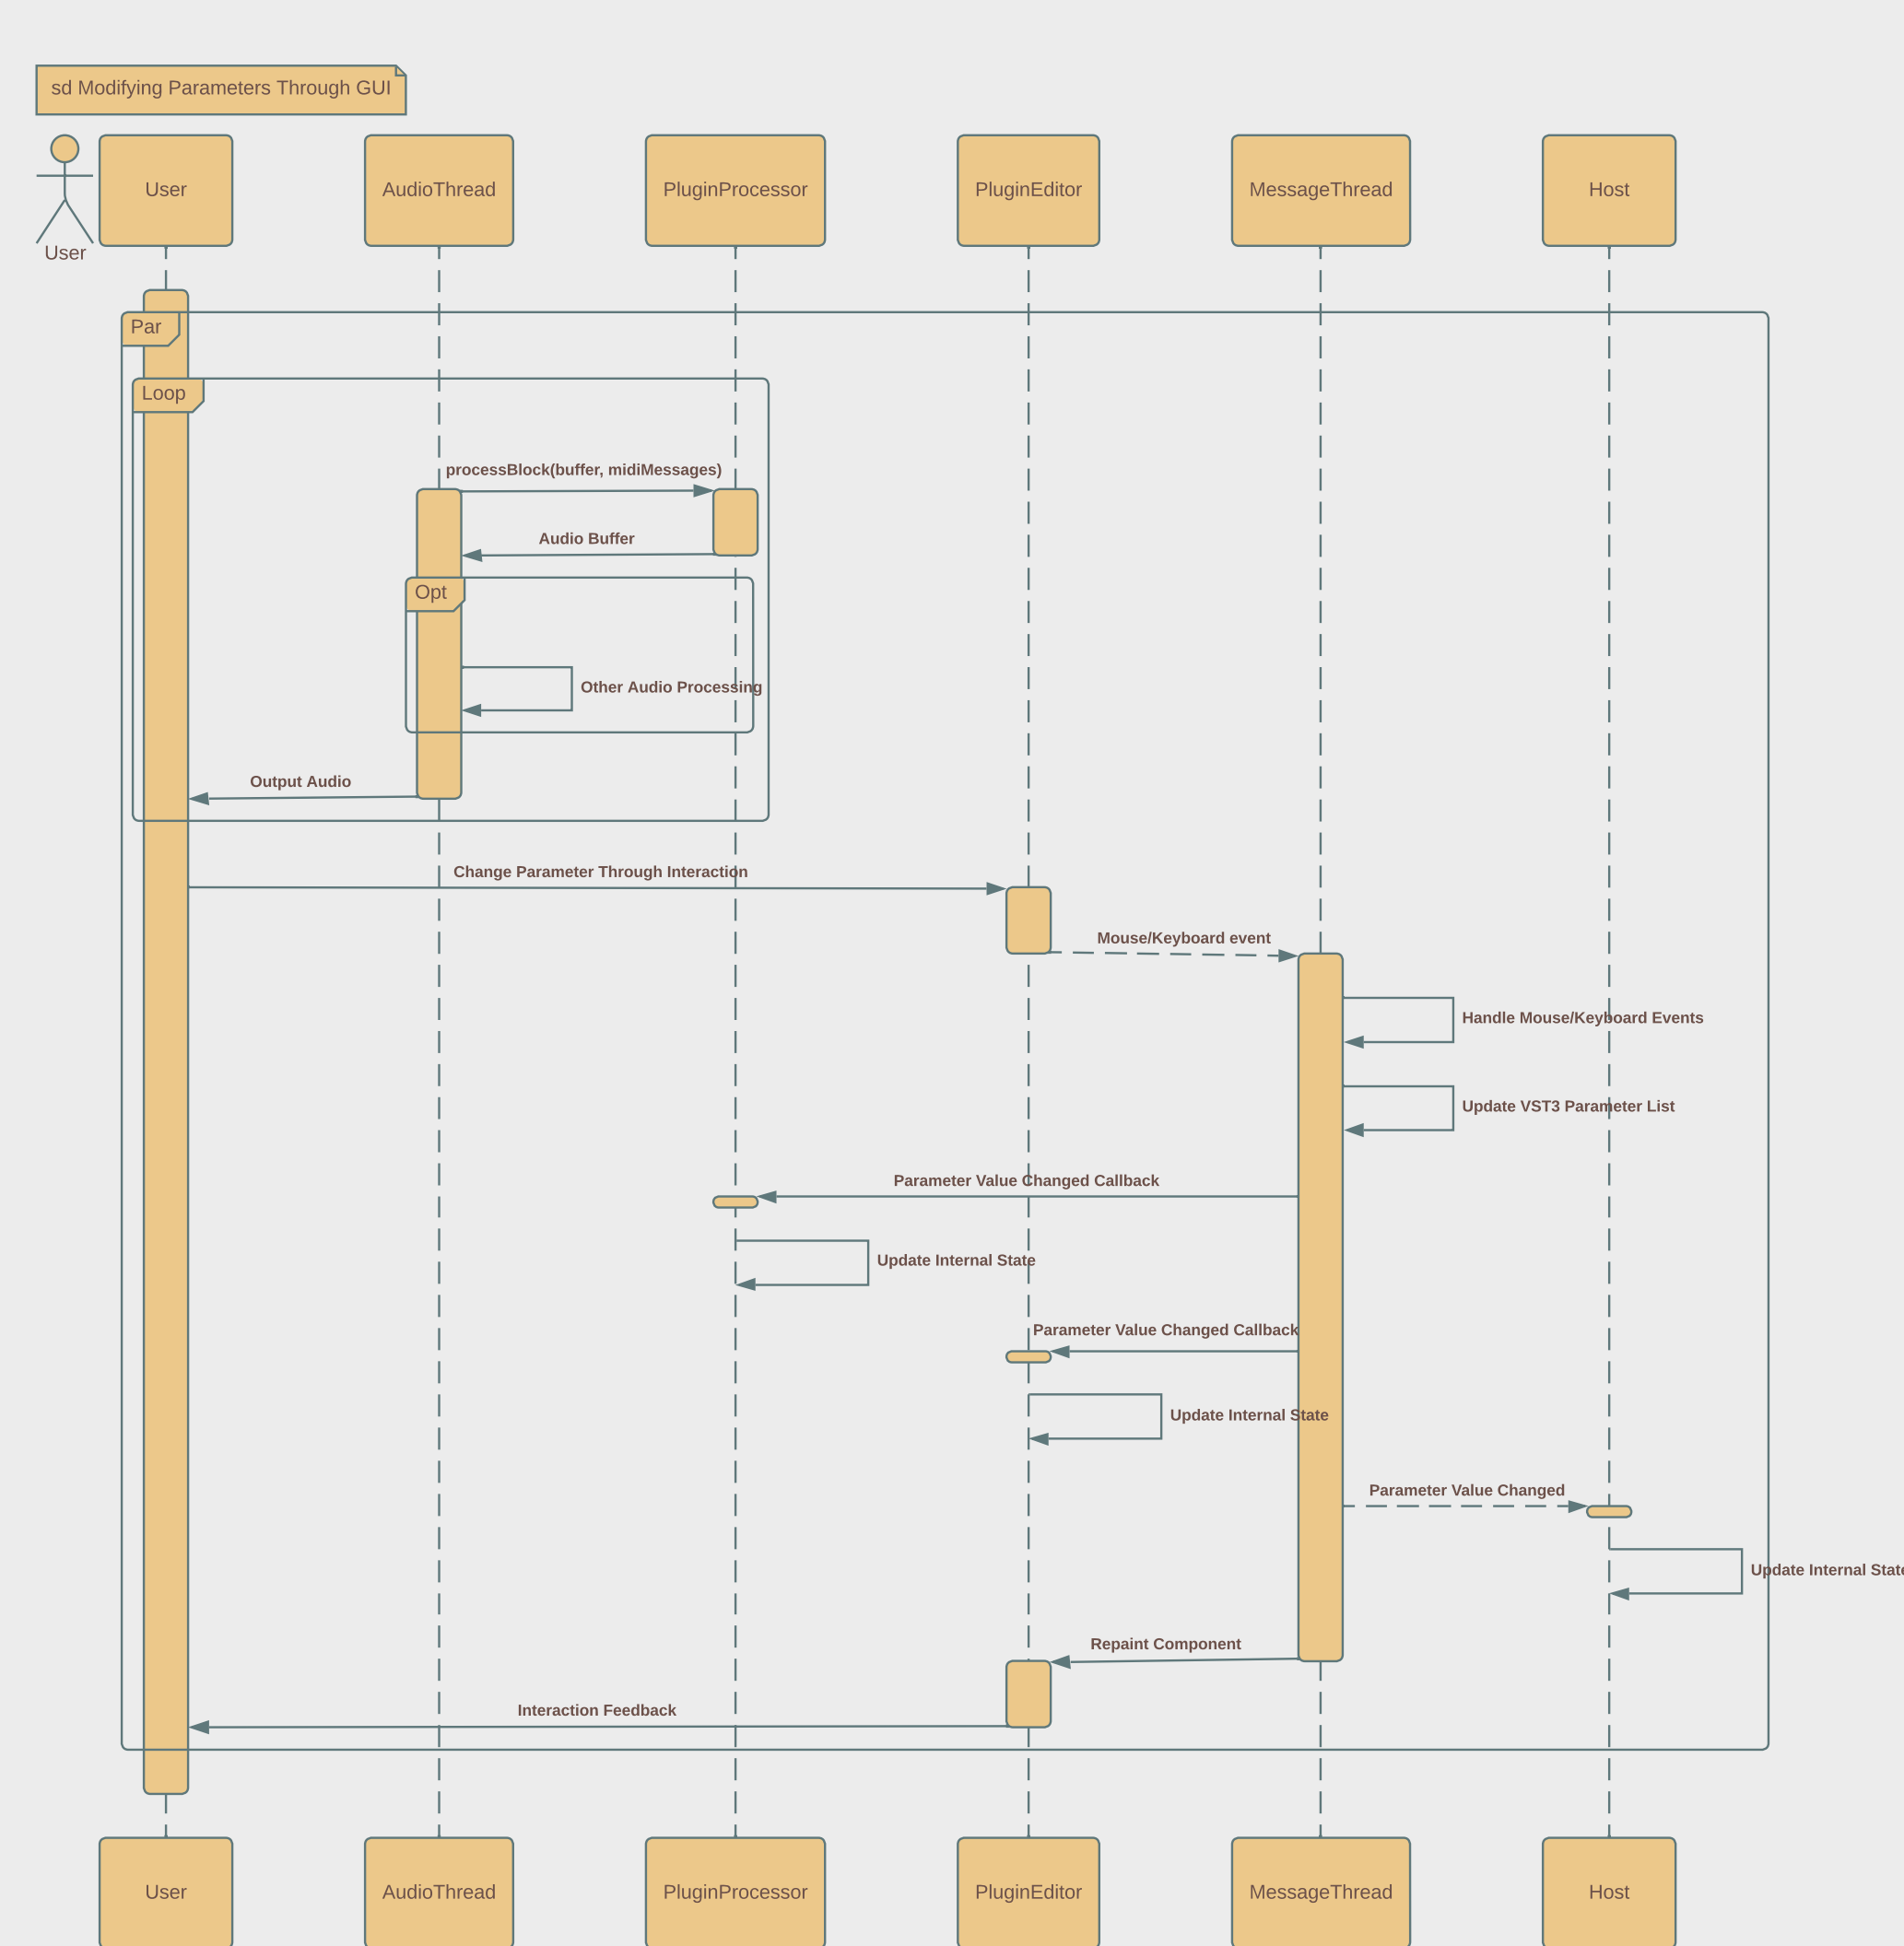 sd Modifying Parameters Through GUI
User
User
AudioThread
PluginProcessor
PluginEditor
MessageThread
Host
Par
Loop
processBlock(buffer, midiMessages)
Audio Buffer
Opt
Other Audio Processing
Output Audio
Change Parameter Through Interaction
Mouse/Keyboard event
Handle Mouse/Keyboard Events
Update VST3 Parameter List
Parameter Value Changed Callback
Update Internal State
Parameter Value Changed Callback
Update Internal State
Parameter Value Changed
Update Internal State
Repaint Component
Interaction Feedback
User
AudioThread
PluginProcessor
PluginEditor
MessageThread
Host